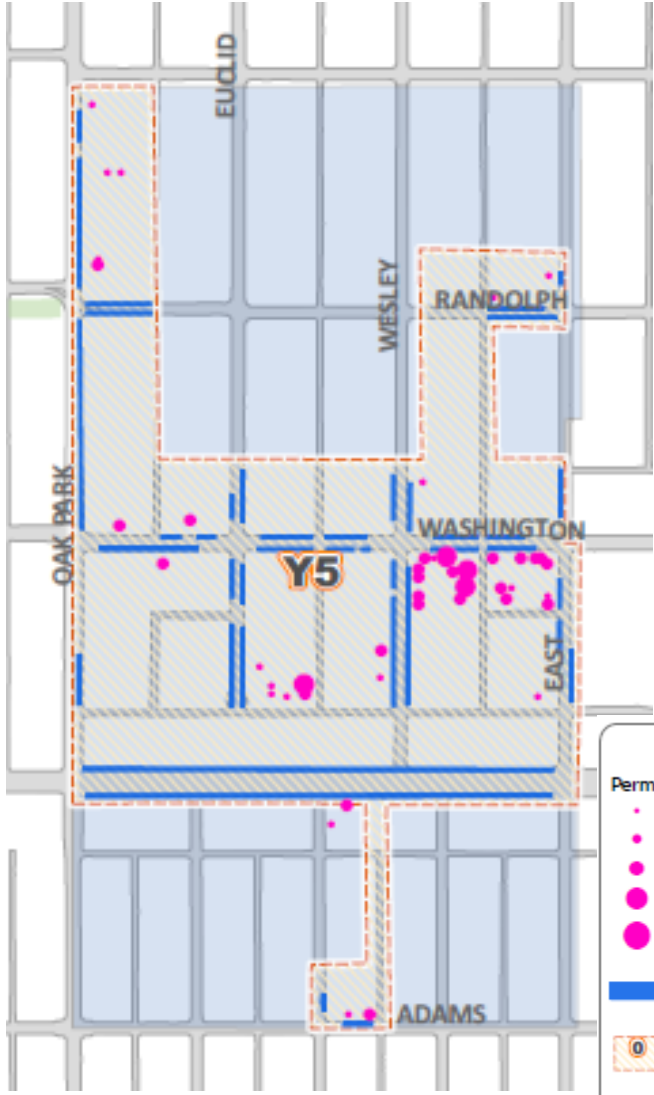 EUCLID
WESLEY
RANDOLPH
OAK PARK
WASHINGTON
Y5
EAST
Perm
ADAMS
0